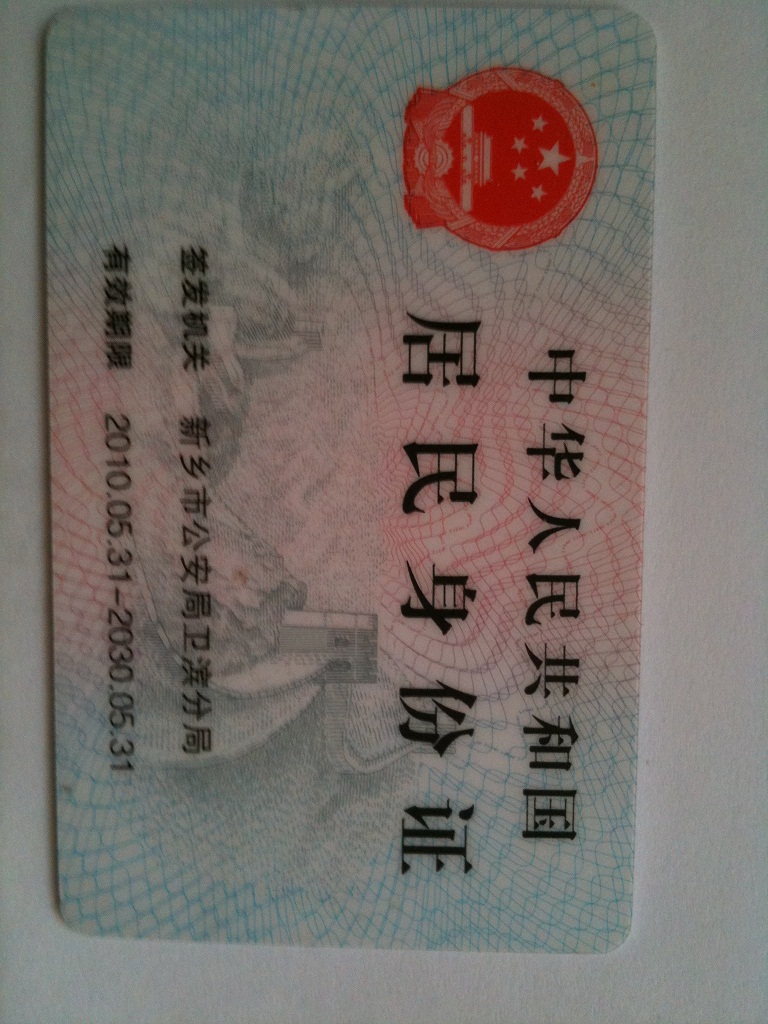 中华人民共和国
居民身份证
签发机关 新乡市公安局卫滨分局
有效期限 2010.05.31-2030.05.31